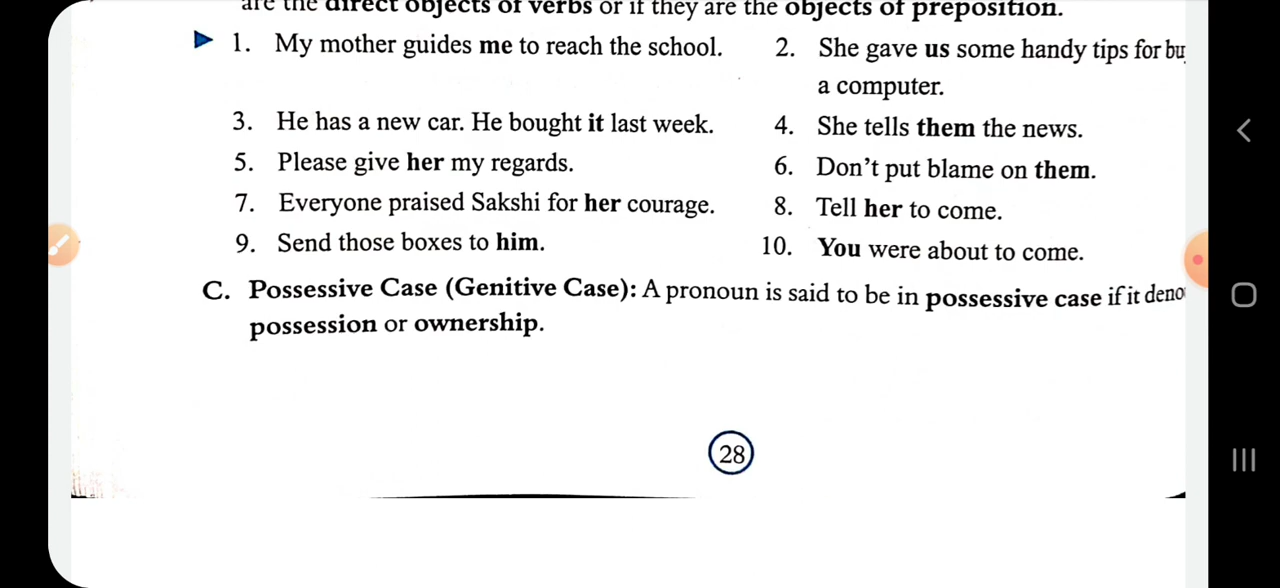 are the direct objects of verbs or if they are the objects of preposition.
1. My mother guides me to reach the school.
2. She gave us some handy tips for
a computer.
3. He has a new car. He bought it last week.
4. She tells them the news.
5. Please give her my regards.
6. Don't put blame on them.
7. Everyone praised Sakshi for her courage.
8. Tell her to come.
9. Send those boxes to him.
10. You were about to come.
C. Possessive Case (Genitive Case): A pronoun is said to be in possessive case if it
possession or ownership.
28